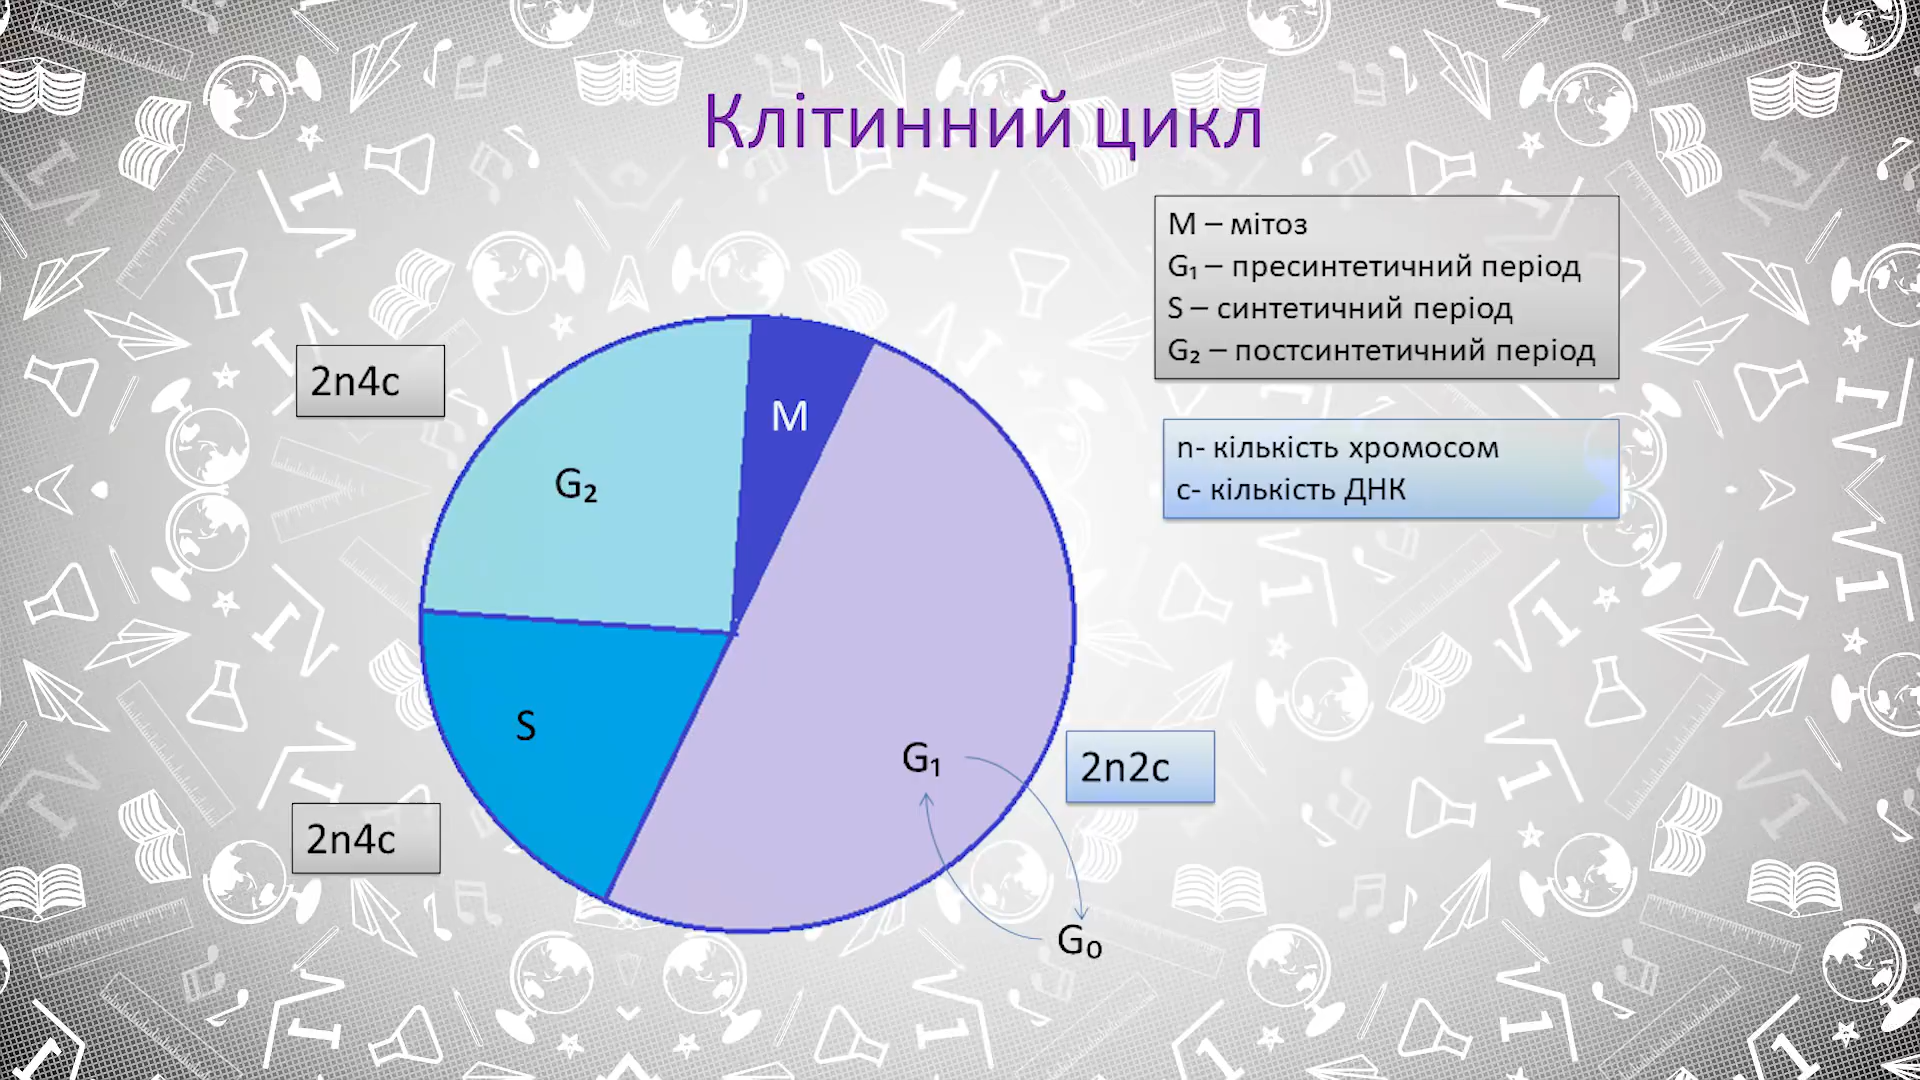 Клітинний цикл
M – мітоз
G₁ – пресинтетичний період
S – синтетичний період
G₂ – постсинтетичний період
2n4c
M
n- кількість хромосом
с- кількість ДНК
G₂
S
G₁
2n2c
2n4c
G₀